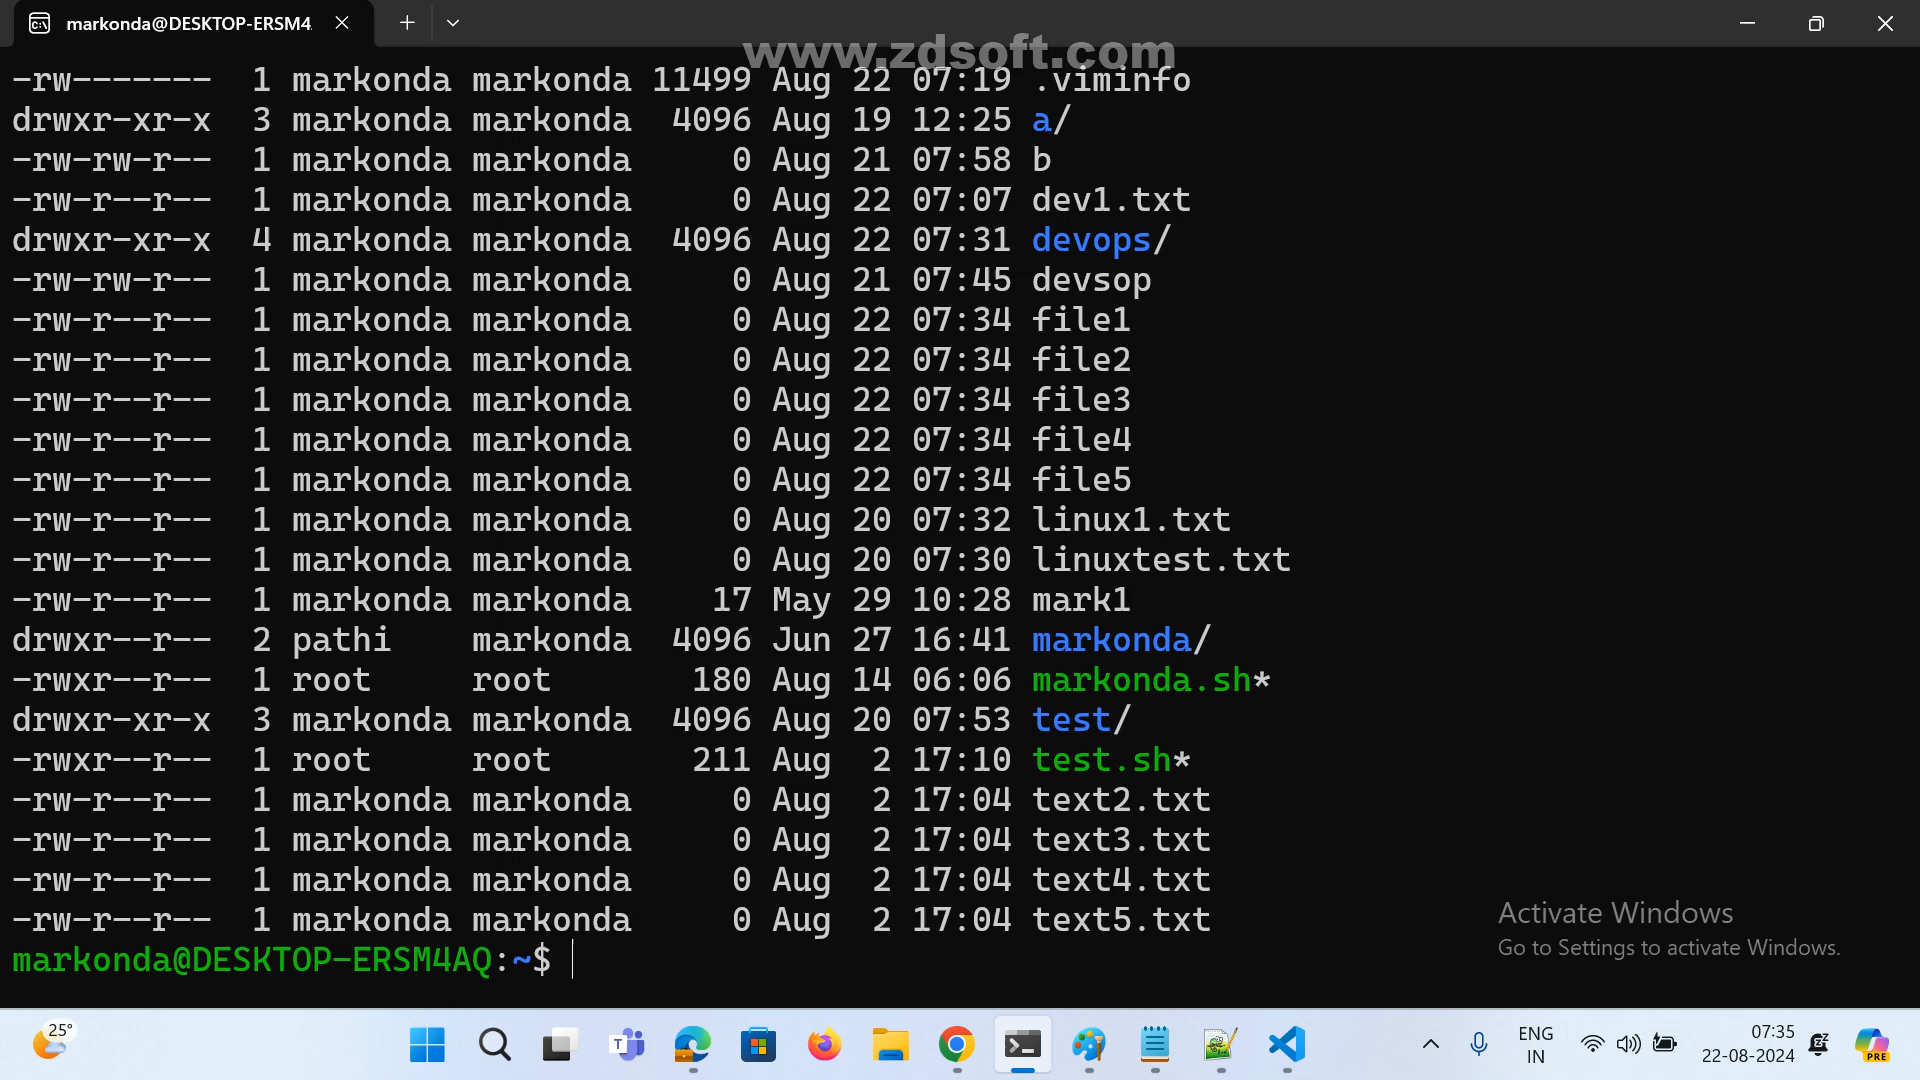 markonda@DESKTOP-ERSM4
www.zdsoft.com
-rw------- 1 markonda markonda 11499 Aug 22 07:19 .viminfo
drwxr-xr-x 3 markonda markonda 4096 Aug 19 12:25 a/
-rw-rw-r-- 1 markonda markonda 0 Aug 21 07:58 b
-rw-r--r-- 1 markonda markonda 0 Aug 22 07:07 dev1.txt
drwxr-xr-x 4 markonda markonda 4096 Aug 22 07:31 devops/
-rw-rw-r-- 1 markonda markonda 0 Aug 21 07:45 devsop
-rw-r--r-- 1 markonda markonda 0 Aug 22 07:34 file1
-rw-r--r-- 1 markonda markonda 0 Aug 22 07:34 file2
-rw-r--r-- 1 markonda markonda 0 Aug 22 07:34 file3
-rw-r--r-- 1 markonda markonda 0 Aug 22 07:34 file4
-rw-r--r-- 1 markonda markonda 0 Aug 22 07:34 file5
-rw-r--r-- 1 markonda markonda 0 Aug 20 07:32 linux1.txt
-rw-r--r-- 1 markonda markonda 0 Aug 20 07:30 linuxtest.txt
-rw-r--r-- 1 markonda markonda 17 May 29 10:28 mark1
drwxr--r-- 2 pathi markonda 4096 Jun 27 16:41 markonda/
-rwxr--r-- 1 root root 180 Aug 14 06:06 markonda.sh*
drwxr-xr-x 3 markonda markonda 4096 Aug 20 07:53 test/
-rwxr--r-- 1 root root 211 Aug 2 17:10 test.sh*
-rw-r--r-- 1 markonda markonda 0 Aug 2 17:04 text2.txt
-rw-r--r-- 1 markonda markonda 0 Aug 2 17:04 text3.txt
-rw-r--r-- 1 markonda markonda 0 Aug 2 17:04 text4.txt
-rw-r--r-- 1 markonda markonda 0 Aug 2 17:04 text5.txt
markonda@DESKTOP-ERSM4AQ:~$
Activate Windows
Go to Settings to activate Windows.
25°
ENG
IN
07:35
22-08-2024
PRE